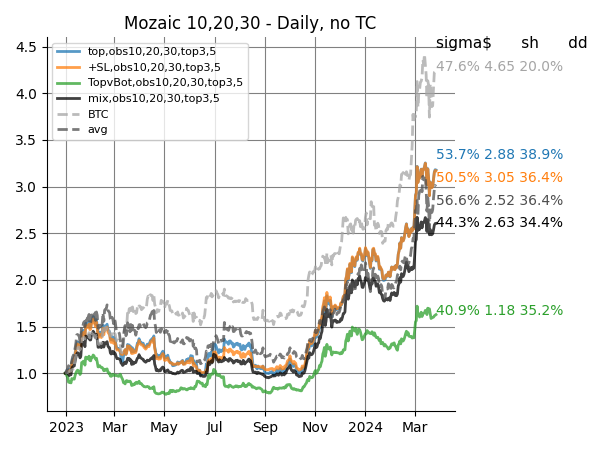 Mozaic 10,20,30 - Daily, no TC
sigma$ sh dd
top,obs10,20,30,top3,5
+SL,obs10,20,30,top3,5
TopvBot,obs10,20,30,top3,5
mix,obs10,20,30,top3,5
BTC
avg
47.6% 4.65 20.0%
53.7% 2.88 38.9%
50.5% 3.05 36.4%
56.6% 2.52 36.4%
44.3% 2.63 34.4%
40.9% 1.18 35.2%
4.5
4.0
3.5
3.0
2.5
2.0
1.5
1.0
2023 Mar May Jul Sep Nov 2024 Mar